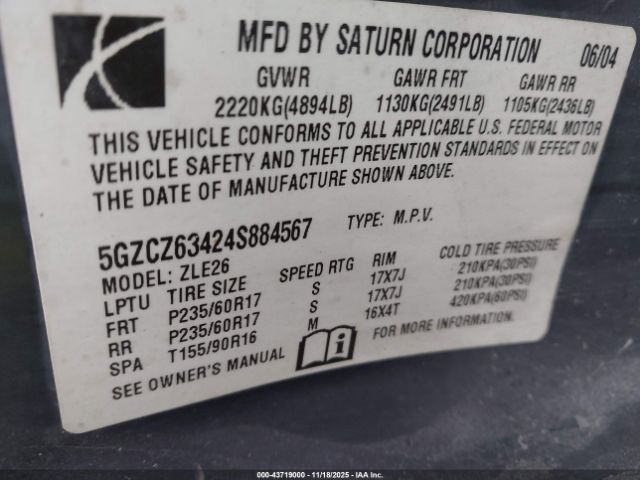 MFD BY SATURN CORPORATION 06/04
GVWR GAWR FRT GAWR RR
2220KG(4894LB) 1130KG(2491LB) 1105KG(2436LB)
THIS VEHICLE CONFORMS TO ALL APPLICABLE U.S. FEDERAL MOTOR
VEHICLE SAFETY AND THEFT PREVENTION STANDARDS IN EFFECT ON
THE DATE OF MANUFACTURE SHOWN ABOVE.
5GZCZ63424S884567 TYPE: M.P.V.
MODEL: ZLE26
LPTU TIRE SIZE SPEED RTG RIM COLD TIRE PRESSURE
FRT P235/60R17 S 17X7J 210KPA(30PSI)
RR P235/60R17 S 17X7J 210KPA(30PSI)
SPA T155/90R16 M 16X4T 420KPA(60PSI)
SEE OWNER'S MANUAL FOR MORE INFORMATION.
000-43719000 - 11/18/2025 - IAAI, Inc.